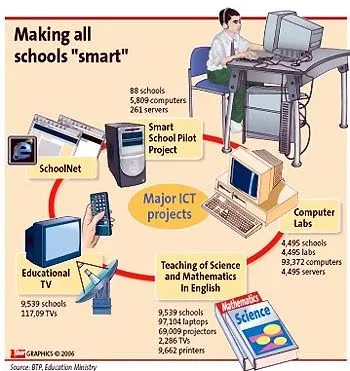 Making all
schools "smart"
88 schools
5,809 computers
261 servers
Smart
School Pilot
Project
SchoolNet
Major ICT
projects
Computer
Labs
4,495 schools
4,495 labs
93,372 computers
4,495 servers
Educational
TV
9,539 schools
117,09 TVs
Teaching of Science
and Mathematics
In English
9,539 schools
97,104 laptops
69,009 projectors
2,286 TVs
9,662 printers
Mathematics
Science
Star GRAPHICS © 2006
Source: BTP, Education Ministry